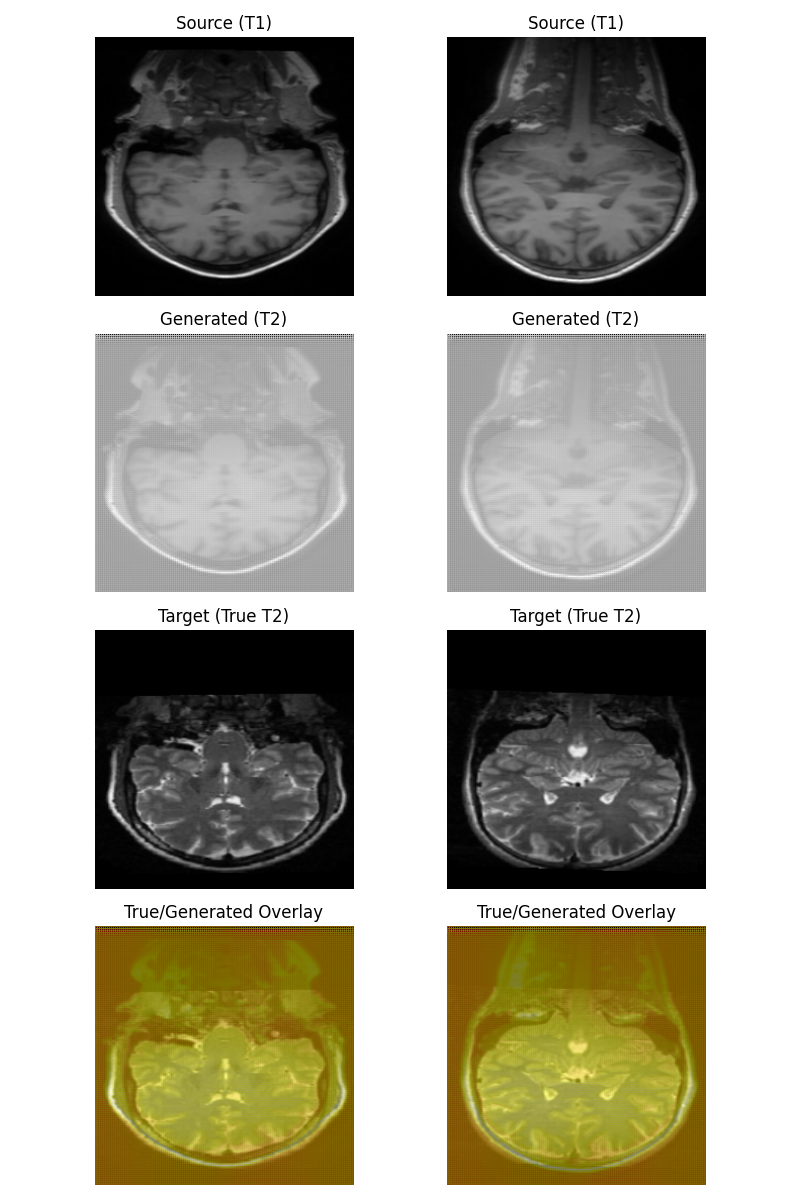 Source (T1)
Source (T1)
Generated (T2)
Generated (T2)
Target (True T2)
Target (True T2)
True/Generated Overlay
True/Generated Overlay